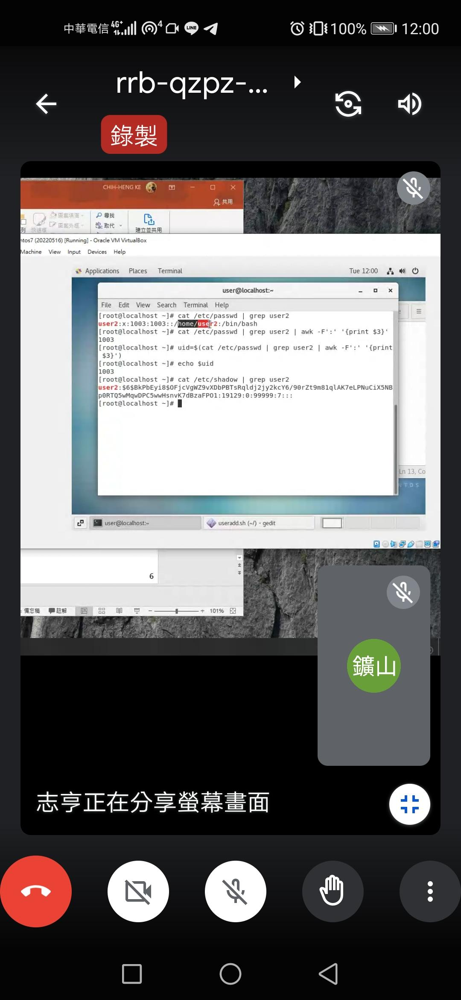 中華電信 4G+ 4 LINE 100% 12:00
rrb-qzpz-...
錄製
CHIH-HENG KE
共用
圖案填滿 尋找
列 快速樣 圖案外框 取代 建立並共用
ntos7 (20220516) [Running] - Oracle VM VirtualBox
Machine View Input Devices Help
Applications Places Terminal Tue 12:00
user@localhost:~
File Edit View Search Terminal Help
[root@localhost ~]# cat /etc/passwd | grep user2
user2:x:1003:1003::/home/user2:/bin/bash
[root@localhost ~]# cat /etc/passwd | grep user2 | awk -F':' '{print $3}'
1003
[root@localhost ~]# uid=$(cat /etc/passwd | grep user2 | awk -F':' '{print
 $3}')
[root@localhost ~]# echo $uid
1003
[root@localhost ~]# cat /etc/shadow | grep user2
user2:$6$BkPbEyi8$OFjcVgWZ9vXDbPBTsRqldj2jy2kcY6/90rZt9m81qlAK7eLPNuCiX5NB
p0RTQ5wMqwDPC5wwHsnvK7dBzaFPO1:19129:0:99999:7:::
[root@localhost ~]#
Ln 13, Co
NTOS
user@localhost:~ useradd.sh (~/) - gedit
6
備忘稿 註解 101%
鑛山
志亨正在分享螢幕畫面